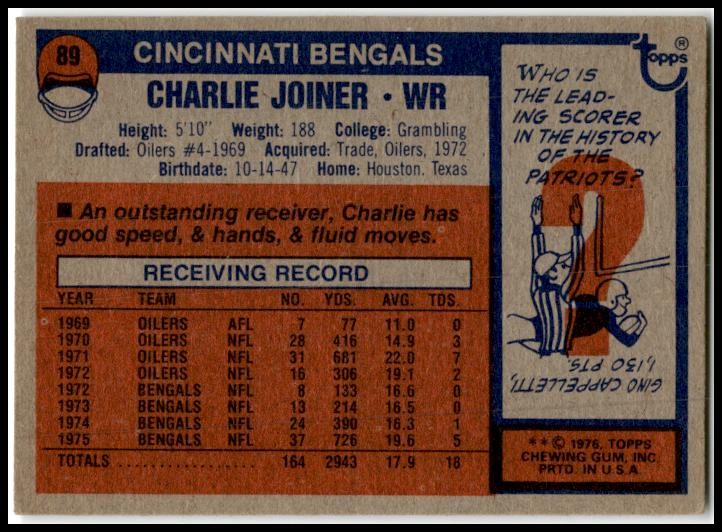 89
CINCINNATI BENGALS
CHARLIE JOINER • WR
Height: 5'10" Weight: 188 College: Grambling
Drafted: Oilers #4-1969 Acquired: Trade, Oilers, 1972
Birthdate: 10-14-47 Home: Houston, Texas
■ An outstanding receiver, Charlie has
good speed, & hands, & fluid moves.
RECEIVING RECORD
YEAR TEAM NO. YDS. AVG. TDS.
1969 OILERS AFL 7 77 11.0 0
1970 OILERS NFL 28 416 14.9 3
1971 OILERS NFL 31 681 22.0 7
1972 OILERS NFL 16 306 19.1 2
1972 BENGALS NFL 8 133 16.6 0
1973 BENGALS NFL 13 214 16.5 0
1974 BENGALS NFL 24 390 16.3 1
1975 BENGALS NFL 37 726 19.6 5
TOTALS .................. 164 2943 17.9 18
topps ®
WHO IS
THE LEAD-
ING SCORER
IN THE HISTORY
OF THE
PATRIOTS?
?
GINO CAPPELLETTI,
1,130 PTS.
** © 1976, TOPPS
CHEWING GUM, INC.
PRTD. IN U.S.A.